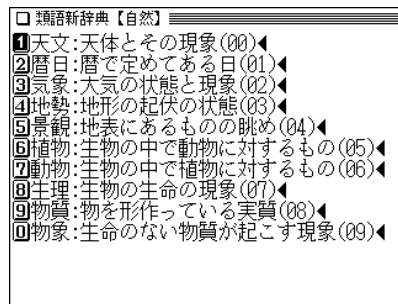 □ 類語新辞典【自然】
1天文:天体とその現象(00)◀
2暦日:暦で定めてある日(01)◀
3気象:大気の状態と現象(02)◀
4地勢:地形の起伏の状態(03)◀
5景観:地表にあるものの眺め(04)◀
6植物:生物の中で動物に対するもの(05)◀
7動物:生物の中で植物に対するもの(06)◀
8生理:生物の生命の現象(07)◀
9物質:物を形作っている実質(08)◀
0物象:生命のない物質が起こす現象(09)◀